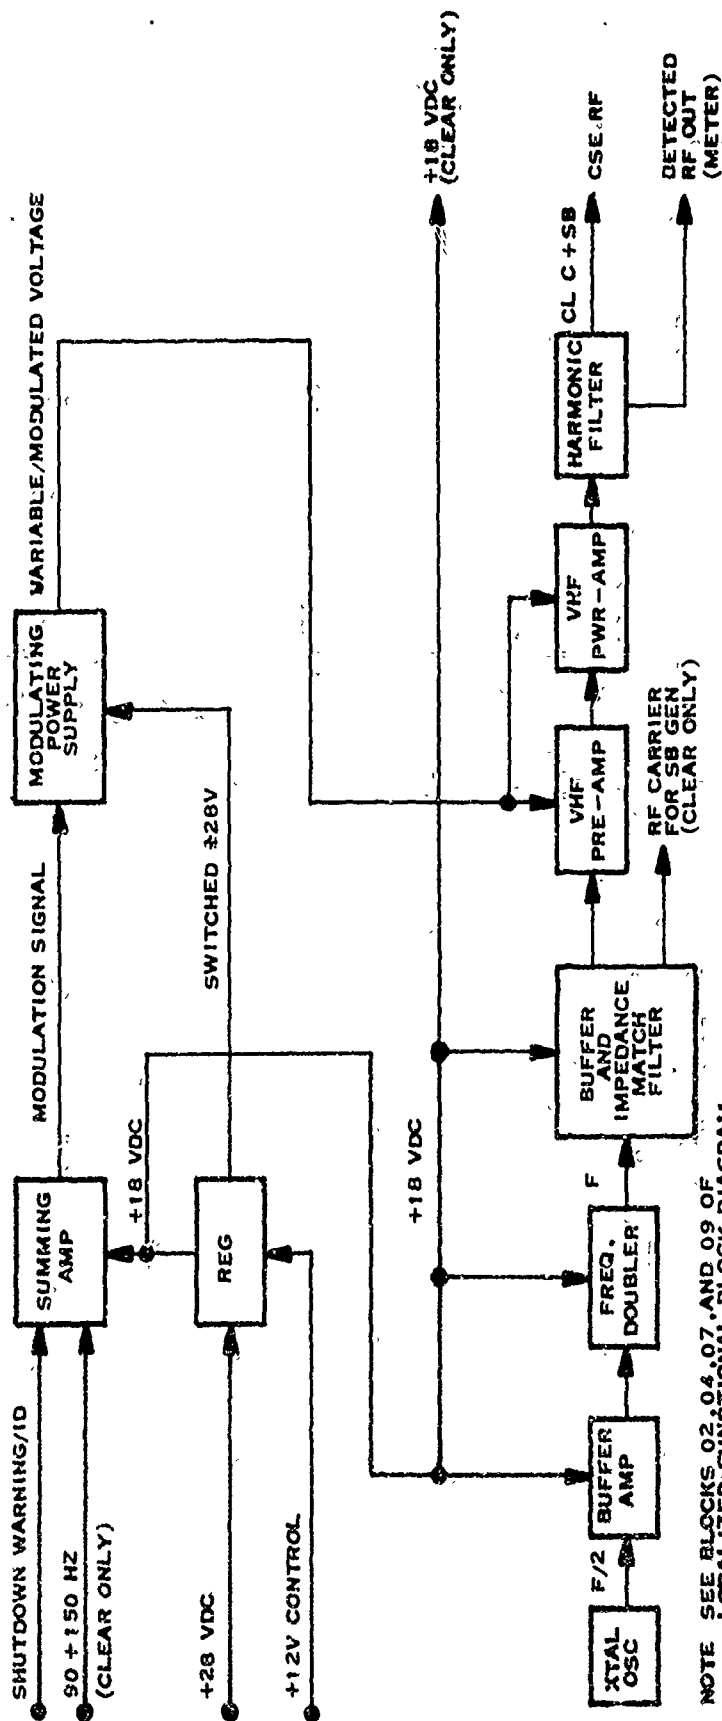 SHUTDOWN WARNING/ID
90 + 150 HZ
(CLEAR ONLY)
SUMMING
AMP
MODULATION SIGNAL
MODULATING
POWER
SUPPLY
VARIABLE/MODULATED VOLTAGE
+28 VDC
+12V CONTROL
REG
+18 VDC
SWITCHED ±28V
+18 VDC
+18 VDC
(CLEAR ONLY)
XTAL
OSC
F/2
BUFFER
AMP
FREQ.
DOUBLER
F
BUFFER
AND
IMPEDANCE
MATCH
FILTER
RF CARRIER
FOR SB GEN
(CLEAR ONLY)
VHF
PRE-AMP
VHF
PWR-AMP
HARMONIC
FILTER
CL C + SB
CSE.RF
DETECTED
RF OUT
(METER)
NOTE SEE BLOCKS 02,04,07,AND 09 OF
LOCALIZER FUNCTIONAL BLOCK DIAGRAM